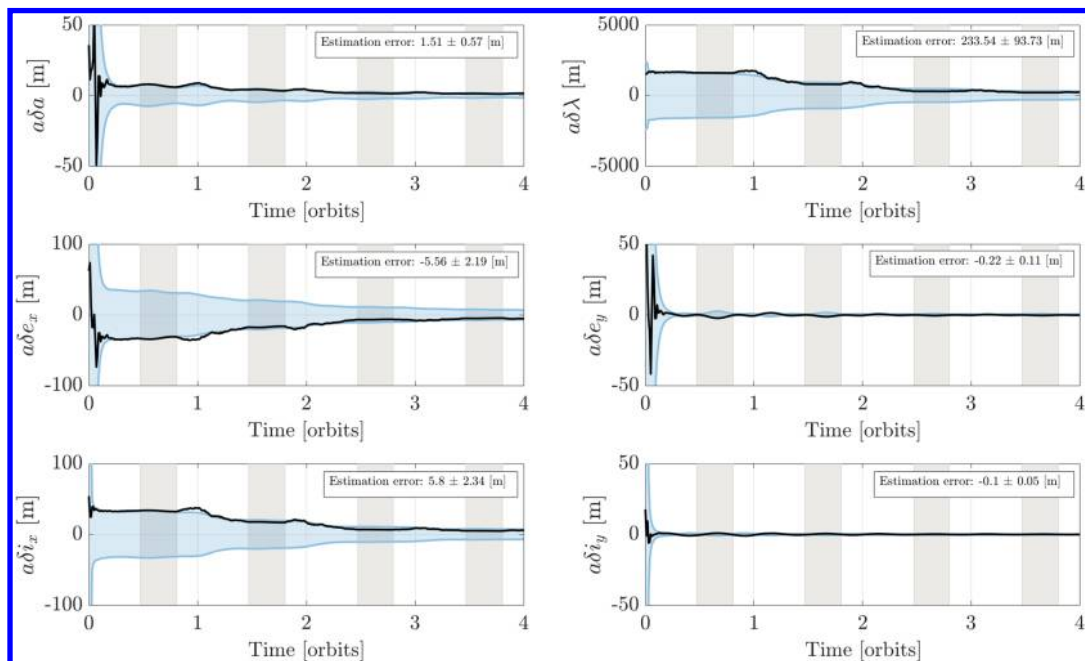 50
0
-50
aδa [m]
Estimation error: 1.51 ± 0.57 [m]
0 1 2 3 4
Time [orbits]
5000
0
-5000
aδλ [m]
Estimation error: 233.54 ± 93.73 [m]
0 1 2 3 4
Time [orbits]
100
0
-100
aδe_x [m]
Estimation error: -5.56 ± 2.19 [m]
0 1 2 3 4
Time [orbits]
50
0
-50
aδe_y [m]
Estimation error: -0.22 ± 0.11 [m]
0 1 2 3 4
Time [orbits]
100
0
-100
aδi_x [m]
Estimation error: 5.8 ± 2.34 [m]
0 1 2 3 4
Time [orbits]
50
0
-50
aδi_y [m]
Estimation error: -0.1 ± 0.05 [m]
0 1 2 3 4
Time [orbits]